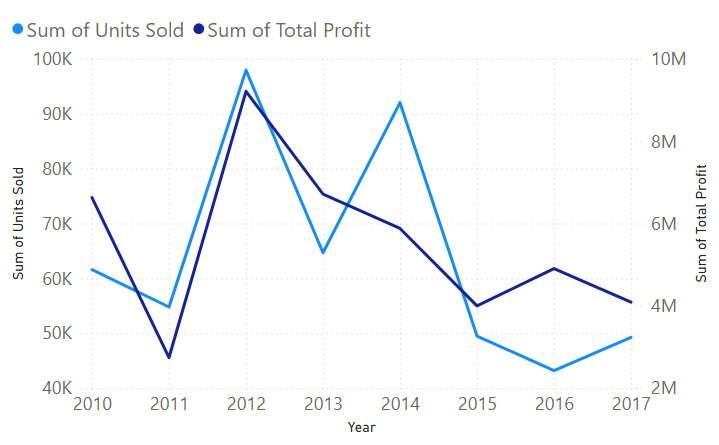 Sum of Units Sold Sum of Total Profit
100K 10M
90K
8M
80K
70K 6M
60K
4M
50K
40K 2M
Sum of Units Sold
Sum of Total Profit
2010 2011 2012 2013 2014 2015 2016 2017
Year